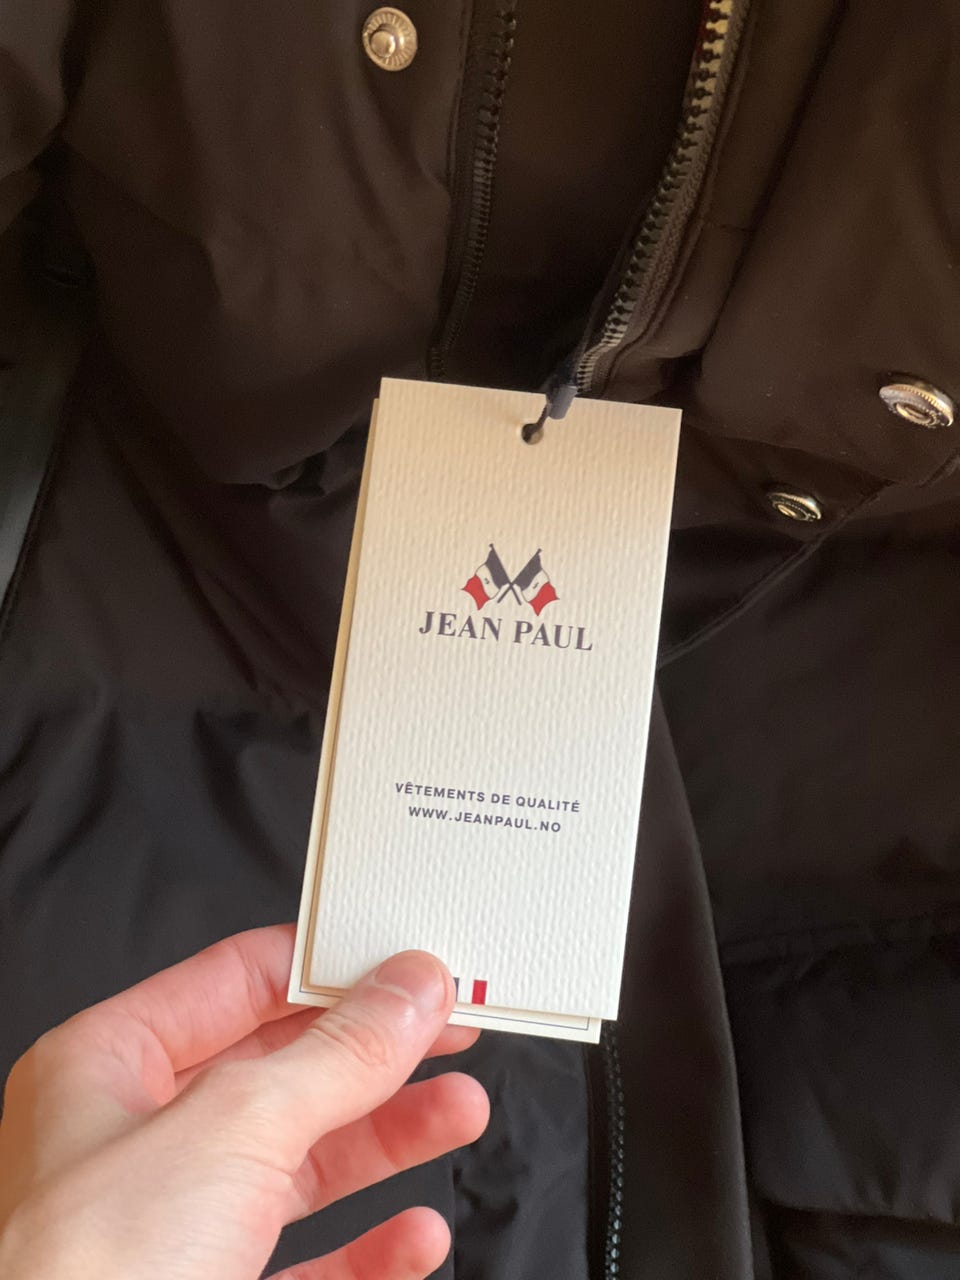 JEAN PAUL
VÊTEMENTS DE QUALITÉ
WWW.JEANPAUL.NO